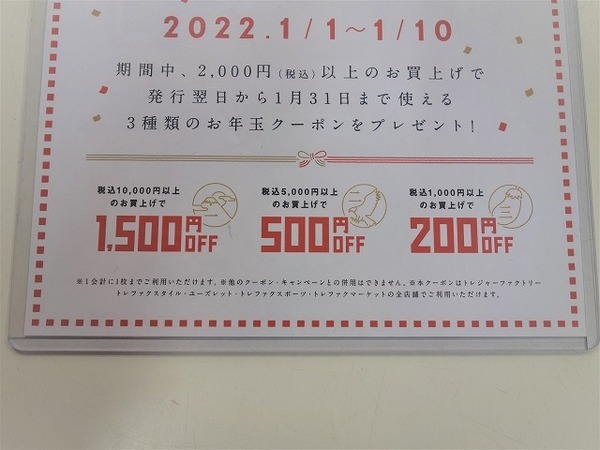 2022.1/1〜1/10
期間中、2,000円(税込)以上のお買上げで
発行翌日から1月31日まで使える
3種類のお年玉クーポンをプレゼント!
税込10,000円以上
のお買上げで
一
1,500円OFF
税込5,000円以上
のお買上げで
二
500円OFF
税込1,000円以上
のお買上げで
三
200円OFF
※1会計に1枚までご利用いただけます。※他のクーポン・キャンペーンとの併用はできません。※本クーポンはトレジャーファクトリー
トレファクスタイル・ユーズレット・トレファクスポーツ・トレファクマーケットの全店舗でご利用いただけます。